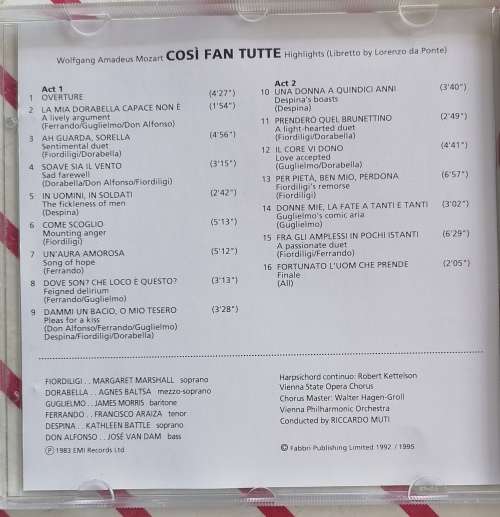 Wolfgang Amadeus Mozart COSÌ FAN TUTTE Highlights (Libretto by Lorenzo da Ponte)
Act 1
1 OVERTURE (4'27")
2 LA MIA DORABELLA CAPACE NON È (1'54")
A lively argument
(Ferrando/Guglielmo/Don Alfonso)
3 AH GUARDA, SORELLA (4'56")
Sentimental duet
(Fiordiligi/Dorabella)
4 SOAVE SIA IL VENTO (3'15")
Sad farewell
(Dorabella/Don Alfonso/Fiordiligi)
5 IN UOMINI, IN SOLDATI (2'42")
The fickleness of men
(Despina)
6 COME SCOGLIO (5'13")
Mounting anger
(Fiordiligi)
7 UN'AURA AMOROSA (5'12")
Song of hope
(Ferrando)
8 DOVE SON? CHE LOCO È QUESTO? (3'13")
Feigned delirium
(Ferrando/Guglielmo)
9 DAMMI UN BACIO, O MIO TESERO (3'28")
Pleas for a kiss
(Don Alfonso/Ferrando/Guglielmo/
Despina/Fiordiligi/Dorabella)
Act 2
10 UNA DONNA A QUINDICI ANNI (3'40")
Despina's boasts
(Despina)
11 PRENDERÒ QUEL BRUNETTINO (2'49")
A light-hearted duet
(Fiordiligi/Dorabella)
12 IL CORE VI DONO (4'41")
Love accepted
(Guglielmo/Dorabella)
13 PER PIETÀ, BEN MIO, PERDONA (6'57")
Fiordiligi's remorse
(Fiordiligi)
14 DONNE MIE, LA FATE A TANTI E TANTI (3'02")
Guglielmo's comic aria
(Guglielmo)
15 FRA GLI AMPLESSI IN POCHI ISTANTI (6'29")
A passionate duet
(Fiordiligi/Ferrando)
16 FORTUNATO L'UOM CHE PRENDE (2'05")
Finale
(All)
FIORDILIGI . . MARGARET MARSHALL soprano
DORABELLA . . AGNES BALTSA mezzo-soprano
GUGLIELMO . . JAMES MORRIS baritone
FERRANDO . . FRANCISCO ARAIZA tenor
DESPINA . . KATHLEEN BATTLE soprano
DON ALFONSO . . JOSÉ VAN DAM bass
℗ 1983 EMI Records Ltd
Harpsichord continuo: Robert Kettelson
Vienna State Opera Chorus
Chorus Master: Walter Hagen-Groll
Vienna Philharmonic Orchestra
Conducted by RICCARDO MUTI
© Fabbri Publishing Limited 1992 / 1995